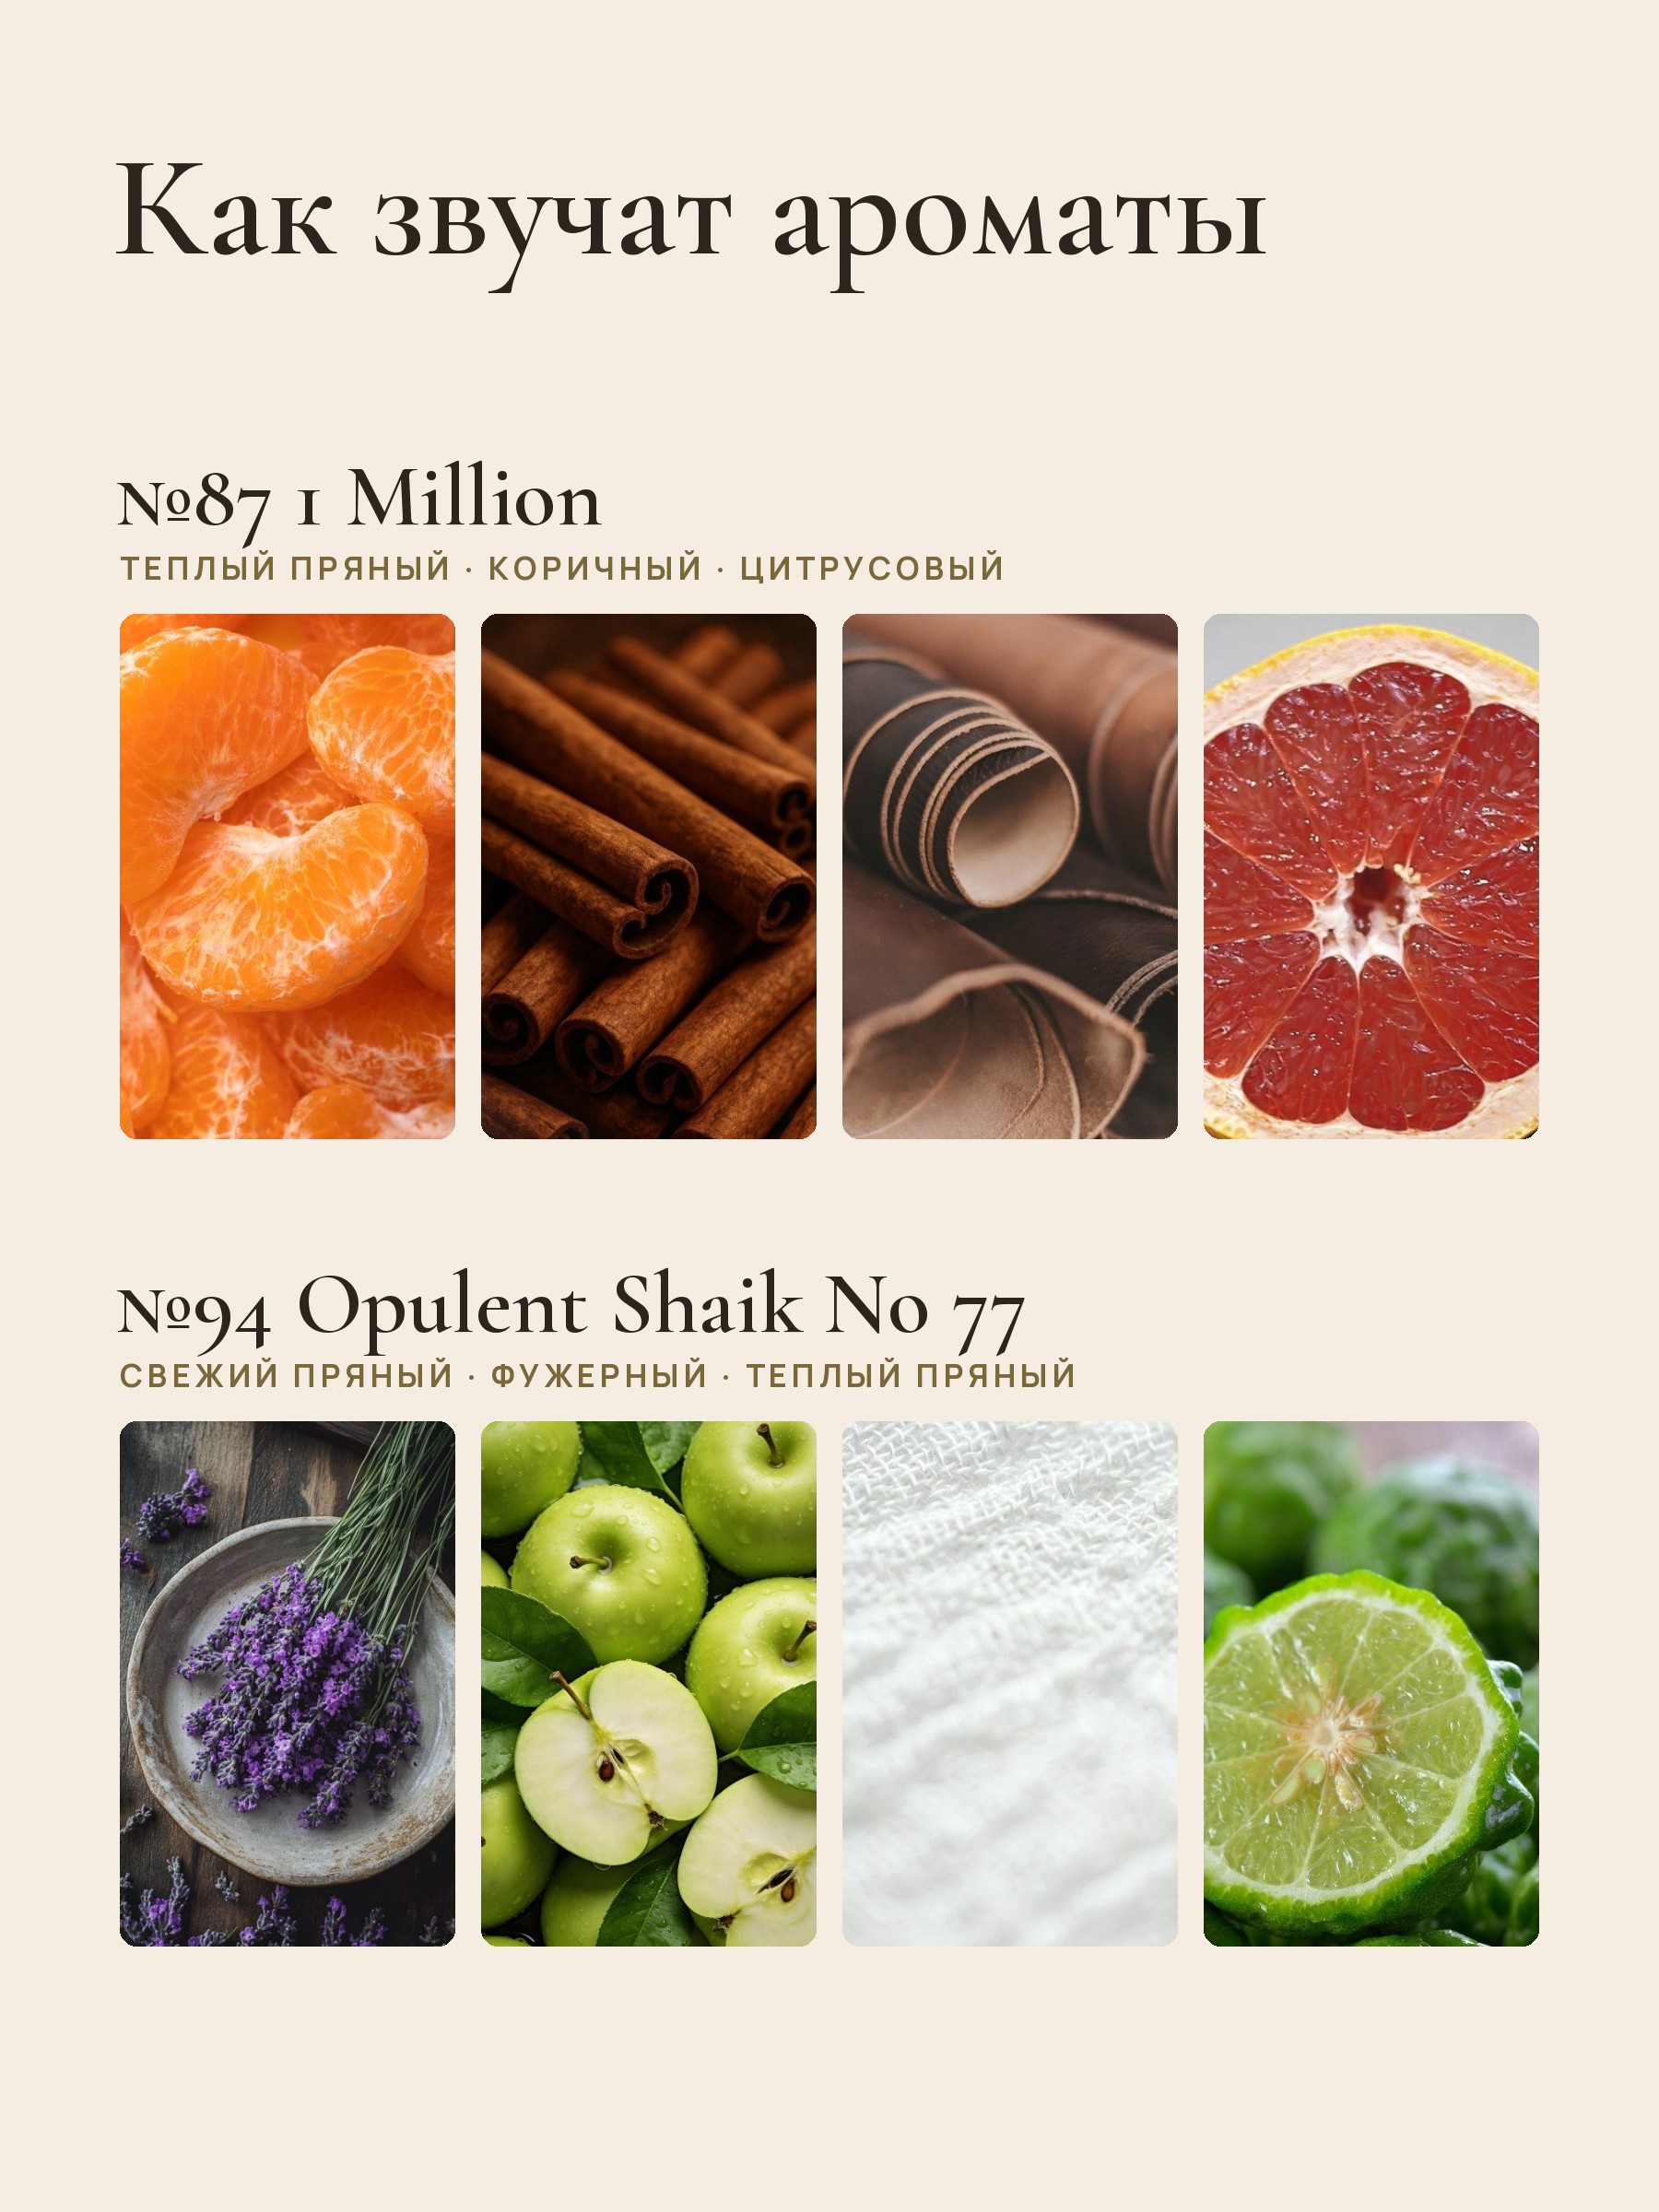 Как звучат ароматы
№87 1 Million
ТЕПЛЫЙ ПРЯНЫЙ · КОРИЧНЫЙ · ЦИТРУСОВЫЙ
№94 Opulent Shaik No 77
СВЕЖИЙ ПРЯНЫЙ · ФУЖЕРНЫЙ · ТЕПЛЫЙ ПРЯНЫЙ